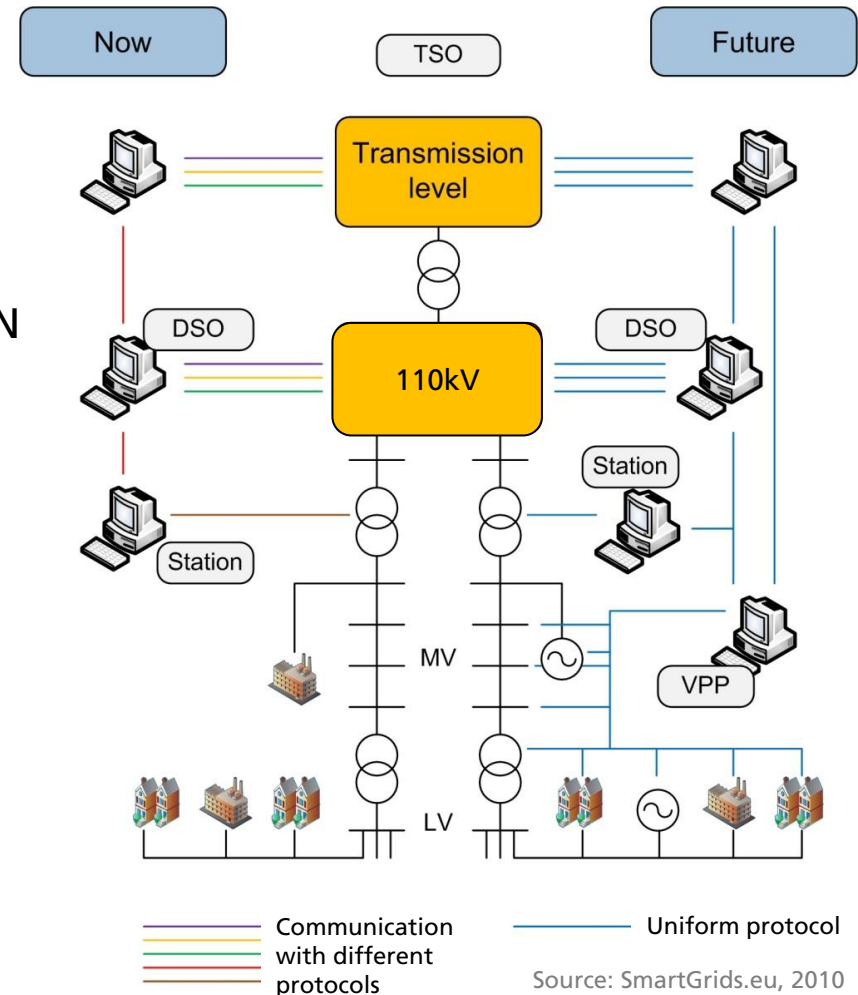 Now
TSO
Future
Transmission
level
N
DSO
DSO
110kV
Station
Station
MV
VPP
LV
Communication
with different
protocols
Uniform protocol
Source: SmartGrids.eu, 2010